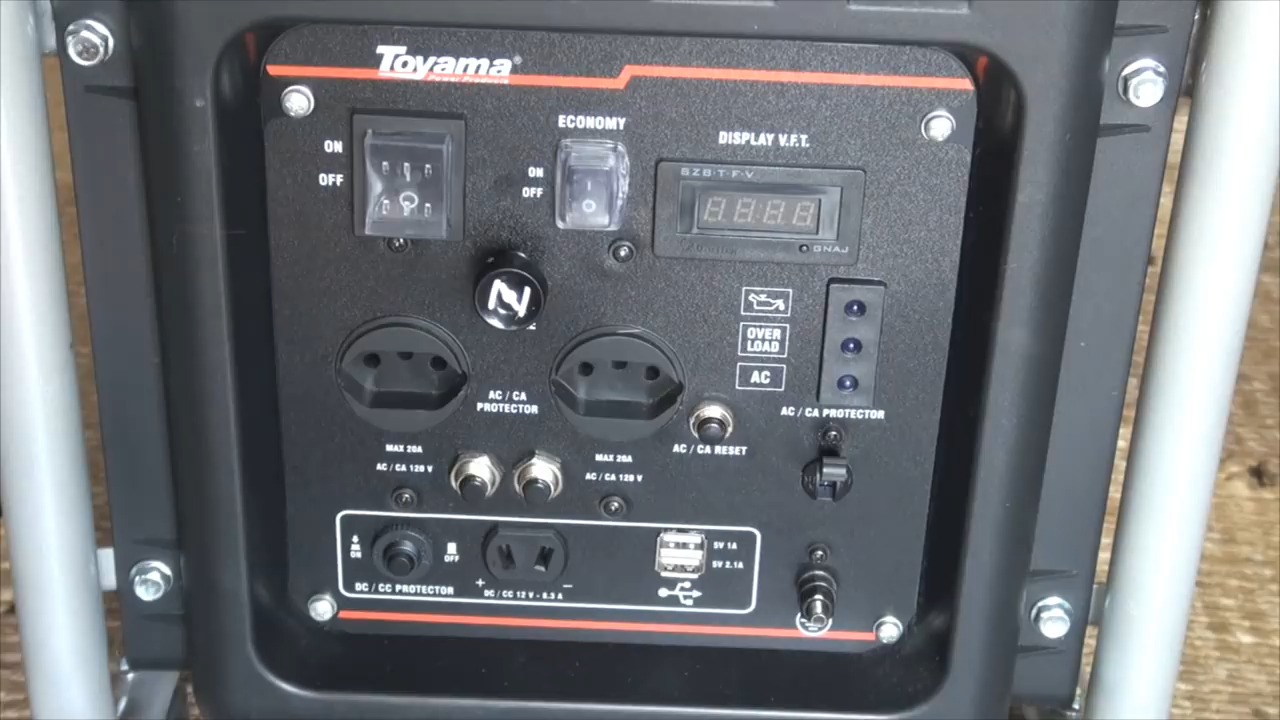 Toyama®
Power Products
ECONOMY
DISPLAY V.F.T.
ON
OFF
ON
OFF
SZB·T-F-V
GNAJ
OVER
LOAD
AC
AC / CA
PROTECTOR
AC / CA PROTECTOR
AC / CA RESET
MAX 20A
AC / CA 120 V
MAX 20A
AC / CA 120 V
ON
OFF
5V 1A
5V 2.1A
DC / CC PROTECTOR
+
−
DC / CC 12 V - 8.3 A